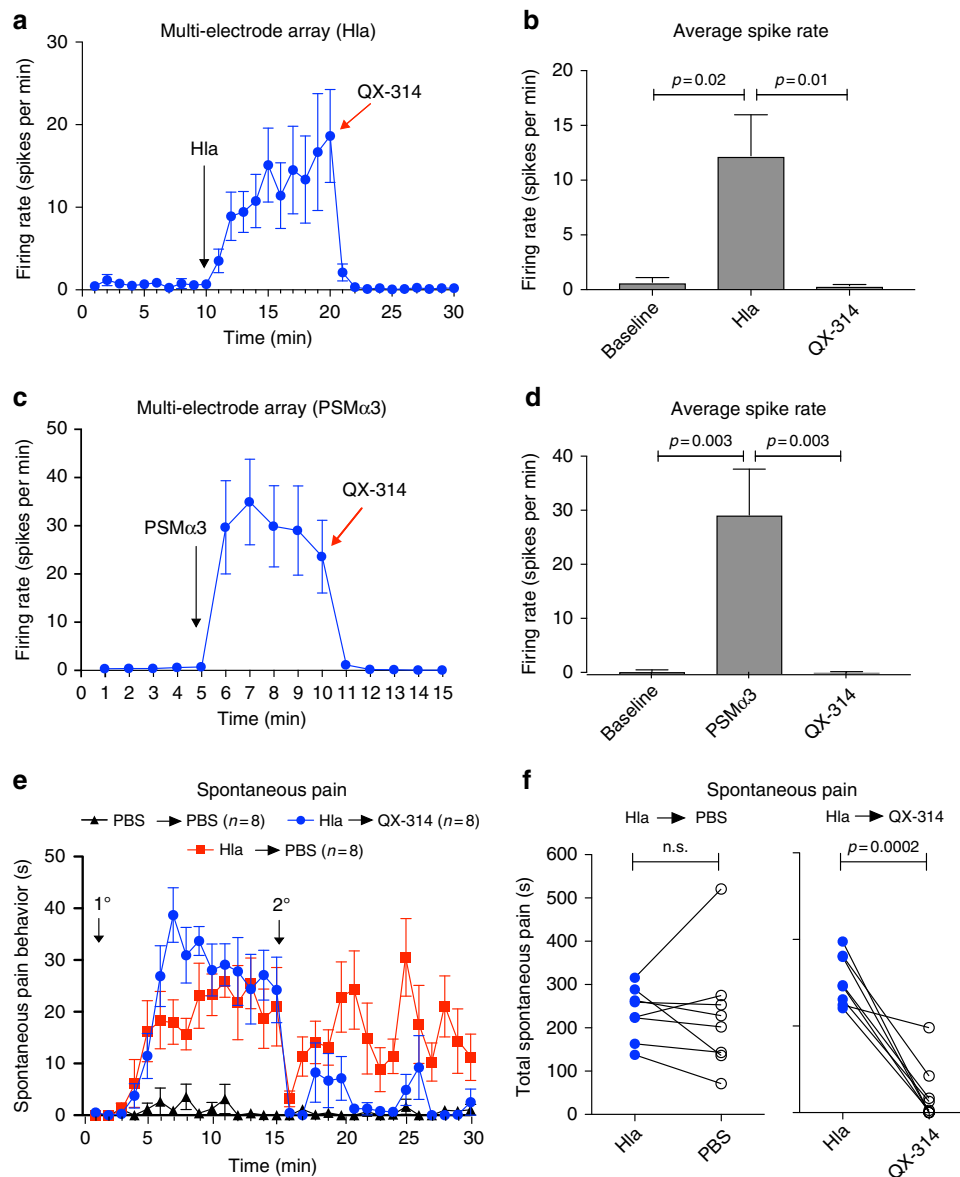 a
Multi-electrode array (Hla)
Firing rate (spikes per min)
30
20
10
0
Hla
QX-314
0 5 10 15 20 25 30
Time (min)
b
Average spike rate
p=0.02 p=0.01
Firing rate (spikes per min)
20
15
10
5
0
Baseline Hla QX-314
c
Multi-electrode array (PSMα3)
Firing rate (spikes per min)
50
40
30
20
10
0
PSMα3
QX-314
0 1 2 3 4 5 6 7 8 9 10 11 12 13 14 15
Time (min)
d
Average spike rate
p=0.003 p=0.003
Firing rate (spikes per min)
40
30
20
10
0
Baseline PSMα3 QX-314
e
Spontaneous pain
PBS PBS (n=8) Hla QX-314 (n=8)
Hla PBS (n=8)
Spontaneous pain behavior (s)
50
40
30
20
10
0
1°
2°
0 5 10 15 20 25 30
Time (min)
f
Spontaneous pain
Hla PBS
n.s.
Hla QX-314
p=0.0002
Total spontaneous pain (s)
600
500
400
300
200
100
0
Hla PBS
Hla QX-314